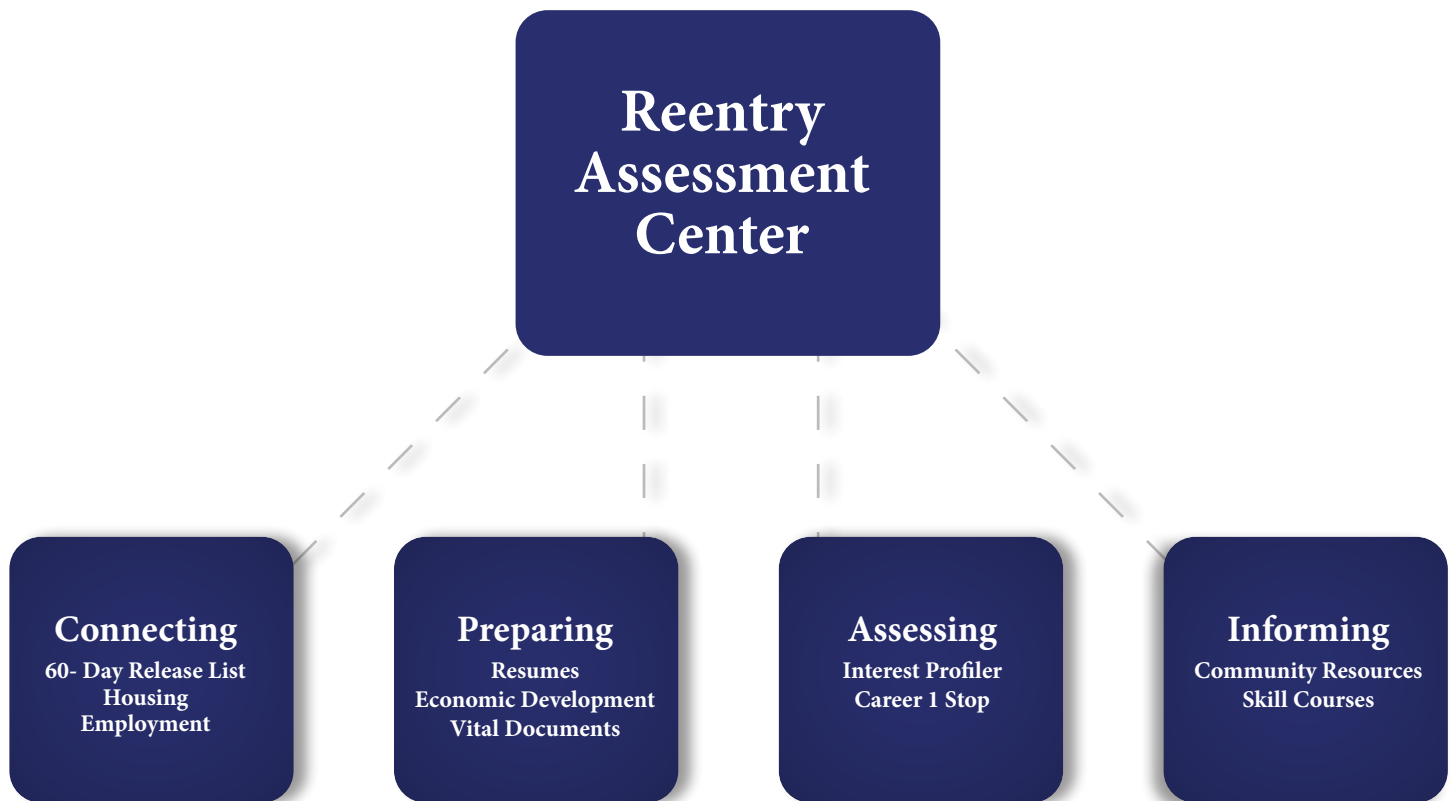 Reentry
Assessment
Center
Connecting
60- Day Release List
Housing
Employment
Preparing
Resumes
Economic Development
Vital Documents
Assessing
Interest Profiler
Career 1 Stop
Informing
Community Resources
Skill Courses